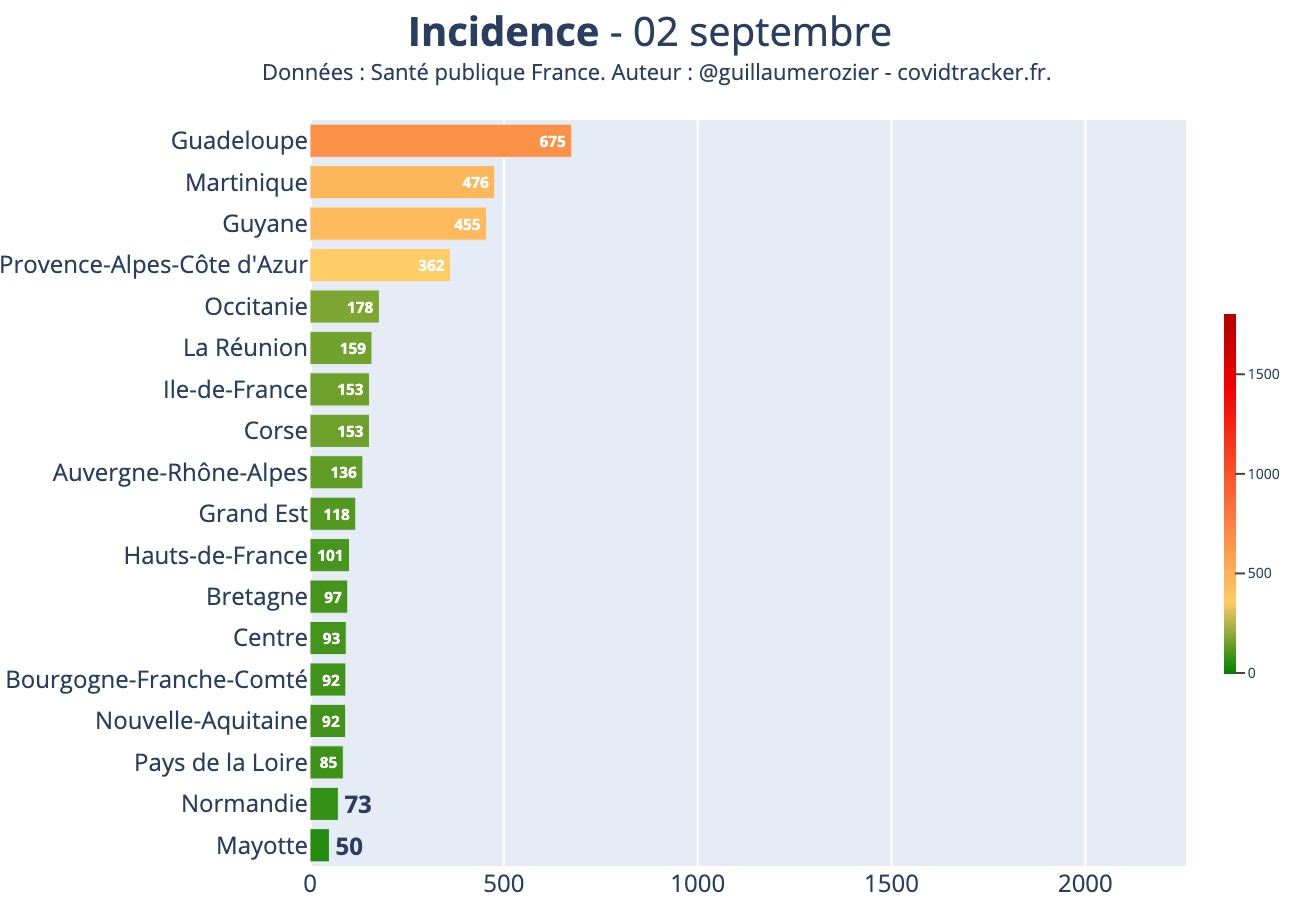 Incidence - 02 septembre
Données : Santé publique France. Auteur : @guillaumerozier - covidtracker.fr.
Guadeloupe 675
Martinique 476
Guyane 455
Provence-Alpes-Côte d'Azur 362
Occitanie 178
La Réunion 159
Ile-de-France 153
Corse 153
Auvergne-Rhône-Alpes 136
Grand Est 118
Hauts-de-France 101
Bretagne 97
Centre 93
Bourgogne-Franche-Comté 92
Nouvelle-Aquitaine 92
Pays de la Loire 85
Normandie 73
Mayotte 50
0 500 1000 1500 2000
1500
1000
500
0